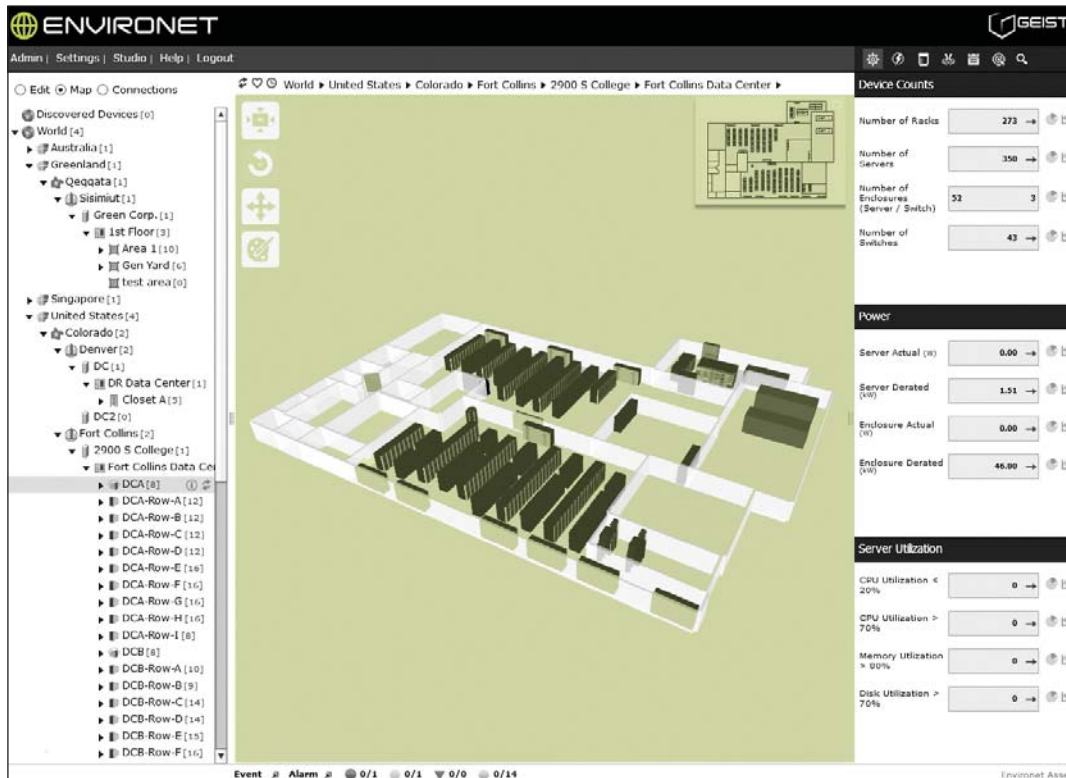 ENVIRONET
GEIST
Admin | Settings | Studio | Help | Logout
Edit Map Connections
World ▸ United States ▸ Colorado ▸ Fort Collins ▸ 2900 S College ▸ Fort Collins Data Center ▸
Discovered Devices [0]
World [4]
Australia [1]
Greenland [1]
Qeqqata [1]
Sisimiut [1]
Green Corp. [1]
1st Floor [3]
Area 1 [10]
Gen Yard [6]
test area [0]
Singapore [1]
United States [4]
Colorado [2]
Denver [2]
DC [1]
DR Data Center [1]
Closet A [5]
DC2 [0]
Fort Collins [2]
2900 S College [1]
Fort Collins Data Cen
DCA [8]
DCA-Row-A [12]
DCA-Row-B [12]
DCA-Row-C [12]
DCA-Row-D [12]
DCA-Row-E [16]
DCA-Row-F [16]
DCA-Row-G [16]
DCA-Row-H [16]
DCA-Row-I [8]
DCB [8]
DCB-Row-A [10]
DCB-Row-B [9]
DCB-Row-C [14]
DCB-Row-D [14]
DCB-Row-E [15]
DCB-Row-F [16]
Device Counts
Number of Racks 273 →
Number of
Servers 350 →
Number of
Enclosures 52 3
(Server / Switch)
Number of
Switches 43 →
Power
Server Actual (W) 0.00 →
Server Derated
(kW) 1.51 →
Enclosure Actual
(W) 0.00 →
Enclosure Derated
(kW) 46.00 →
Server Utilization
CPU Utilization <
20% 0 →
CPU Utilization >
70% 0 →
Memory Utlization
> 80% 0 →
Disk Utilization >
70% 0 →
Event Alarm 0/1 0/1 0/0 0/14
Environet Asse